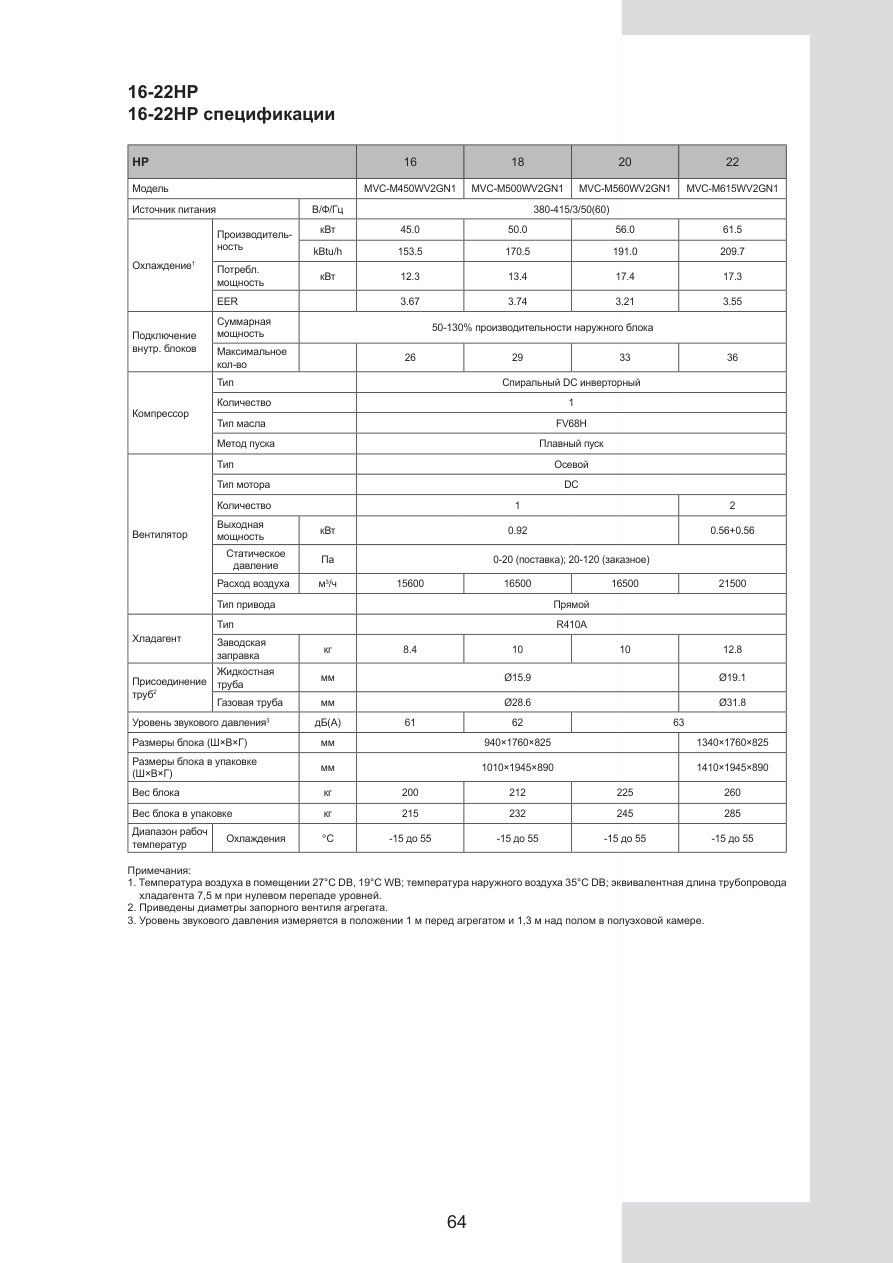 16-22HP
16-22HP спецификации
HP 16 18 20 22
Модель MVC-M450WV2GN1 MVC-M500WV2GN1 MVC-M560WV2GN1 MVC-M615WV2GN1
Источник питания В/Ф/Гц 380-415/3/50(60)
Охлаждение¹
Производитель-
ность
кВт 45.0 50.0 56.0 61.5
kBtu/h 153.5 170.5 191.0 209.7
Потребл.
мощность
кВт 12.3 13.4 17.4 17.3
EER 3.67 3.74 3.21 3.55
Подключение
внутр. блоков
Суммарная
мощность
50-130% производительности наружного блока
Максимальное
кол-во
26 29 33 36
Компрессор
Тип Спиральный DC инверторный
Количество 1
Тип масла FV68H
Метод пуска Плавный пуск
Вентилятор
Тип Осевой
Тип мотора DC
Количество 1 2
Выходная
мощность
кВт 0.92 0.56+0.56
Статическое
давление
Па 0-20 (поставка); 20-120 (заказное)
Расход воздуха м³/ч 15600 16500 16500 21500
Тип привода Прямой
Хладагент
Тип R410A
Заводская
заправка
кг 8.4 10 10 12.8
Присоединение
труб²
Жидкостная
труба
мм Ø15.9 Ø19.1
Газовая труба мм Ø28.6 Ø31.8
Уровень звукового давления³ дБ(А) 61 62 63
Размеры блока (Ш×В×Г) мм 940×1760×825 1340×1760×825
Размеры блока в упаковке
(Ш×В×Г)
мм 1010×1945×890 1410×1945×890
Вес блока кг 200 212 225 260
Вес блока в упаковке кг 215 232 245 285
Диапазон рабоч
температур
Охлаждения °C -15 до 55 -15 до 55 -15 до 55 -15 до 55
Примечания:
1. Температура воздуха в помещении 27°C DB, 19°C WB; температура наружного воздуха 35°C DB; эквивалентная длина трубопровода
хладагента 7,5 м при нулевом перепаде уровней.
2. Приведены диаметры запорного вентиля агрегата.
3. Уровень звукового давления измеряется в положении 1 м перед агрегатом и 1,3 м над полом в полуэховой камере.
64